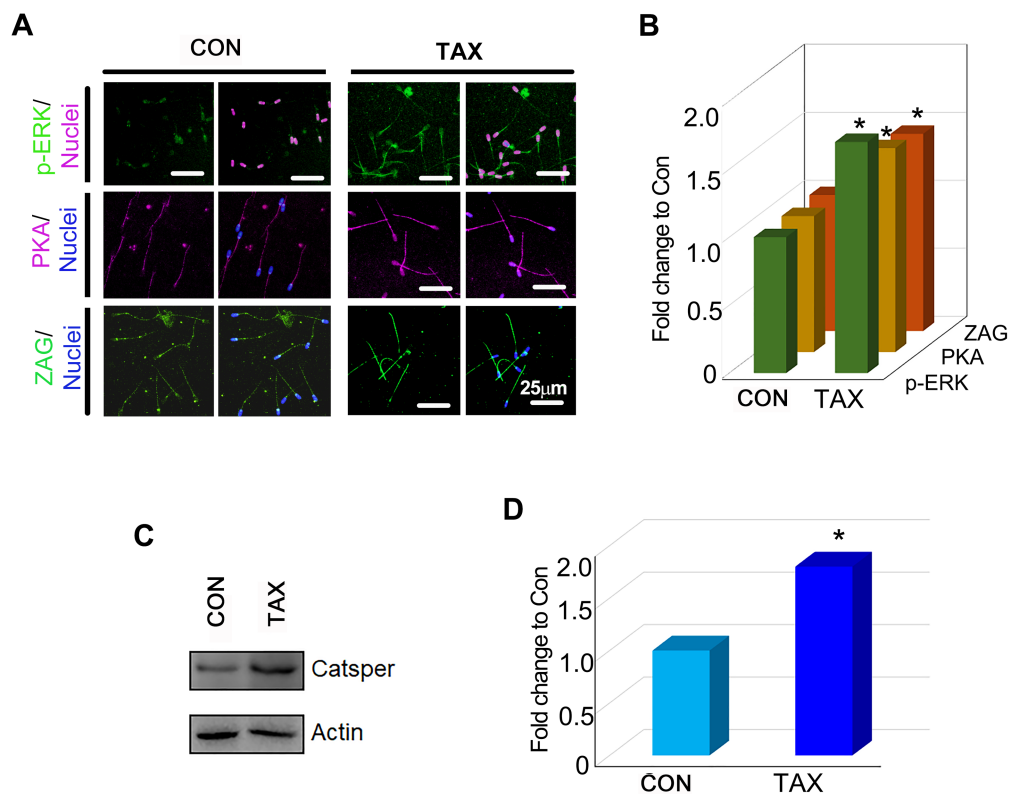 A
CON
TAX
p-ERK/
Nuclei
PKA/
Nuclei
ZAG/
Nuclei
25µm
B
Fold change to Con
2.0
1.5
1.0
0.5
0
* * *
CON
TAX
p-ERK
PKA
ZAG
C
CON
TAX
Catsper
Actin
D
Fold change to Con
2.0
1.5
1.0
0.5
0
*
CON
TAX